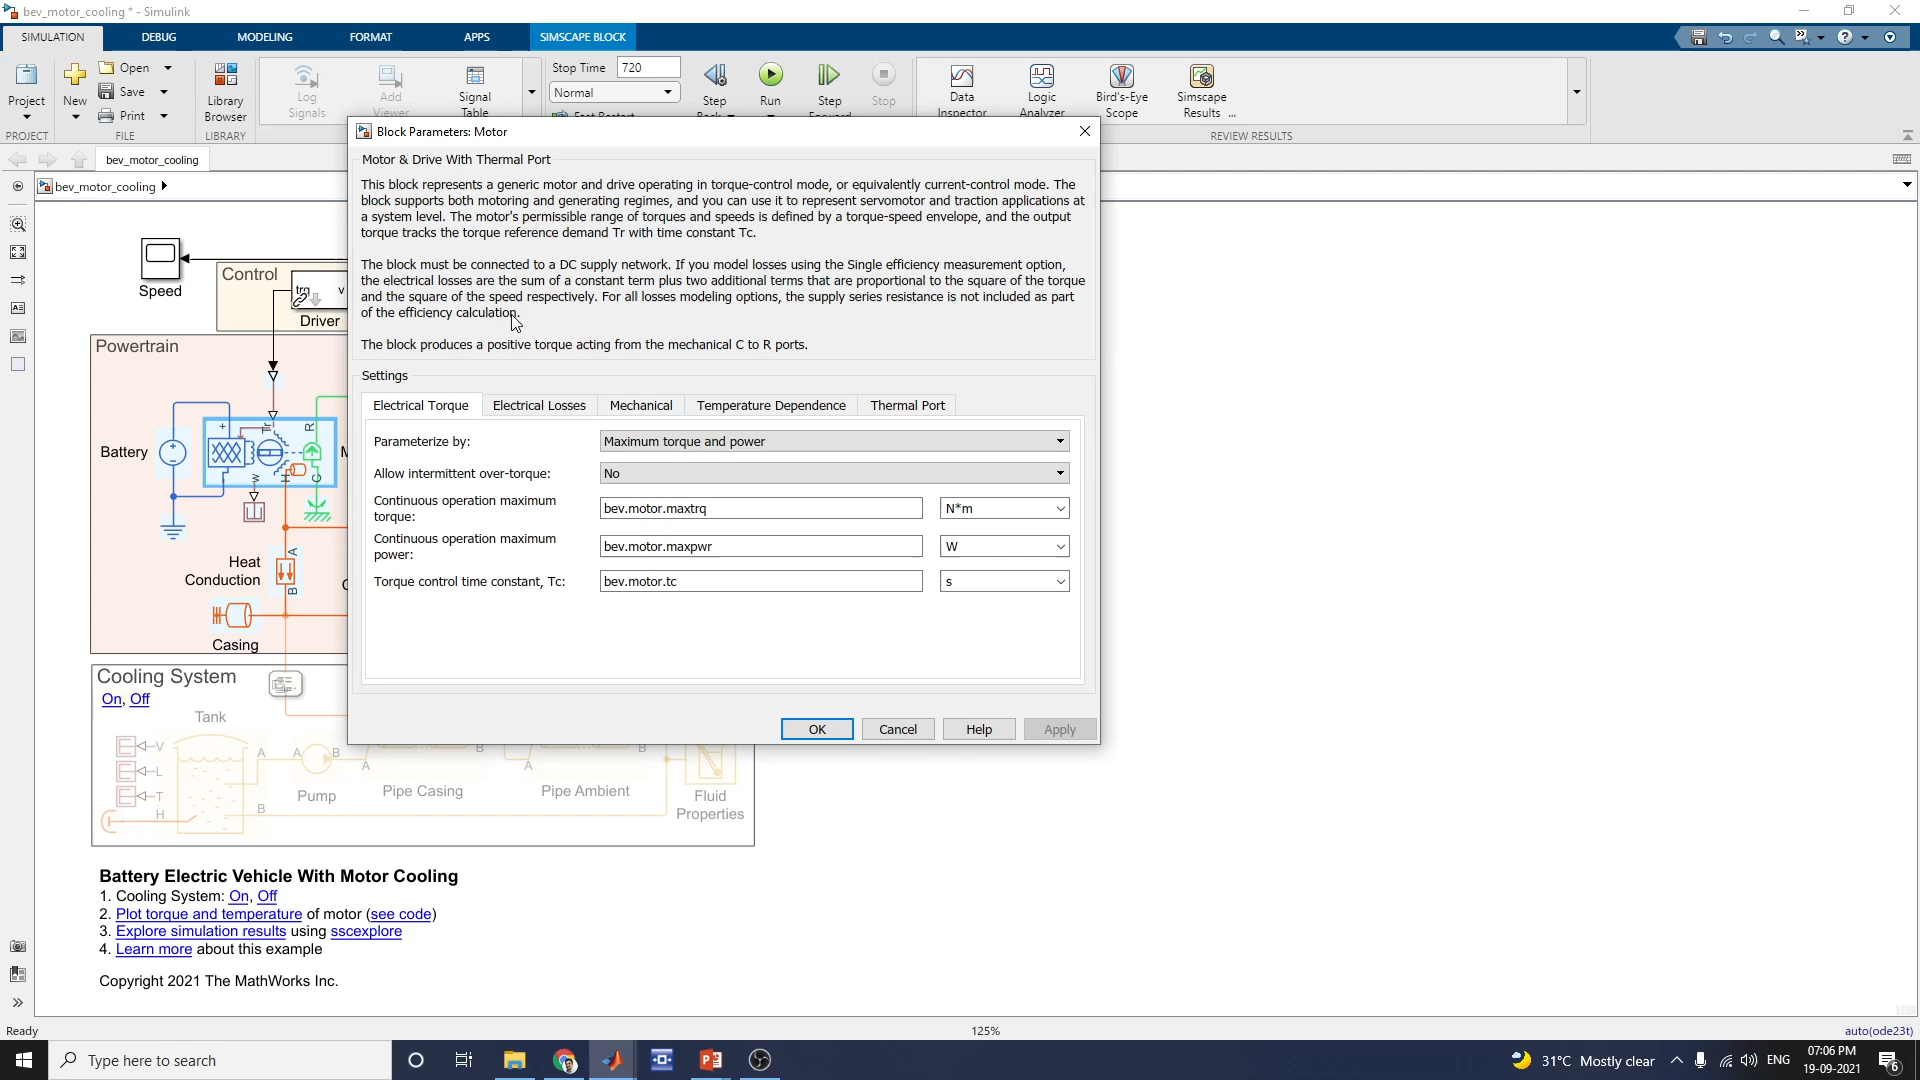 bev_motor_cooling * - Simulink
SIMULATION DEBUG MODELING FORMAT APPS SIMSCAPE BLOCK
Project
New
Open
Save
Print
Library
Browser
Log
Signals
Add
Viewer
Signal
Table
Stop Time 720
Normal
Fast Restart
Step
Back
Run
Step
Forward
Stop
Data
Inspector
Logic
Analyzer
Bird's-Eye
Scope
Simscape
Results ...
PROJECT FILE LIBRARY REVIEW RESULTS
bev_motor_cooling
bev_motor_cooling
Speed
Control
trq v
Driver
Powertrain
Battery
+
-
Tr
R
w
H
C
M
Heat
Conduction
A
B
C
Casing
Cooling System
On, Off
Tank
V
L
T
H
A
B
A B
Pump
A
B
Pipe Casing
A
B
Pipe Ambient
Fluid
Properties
Battery Electric Vehicle With Motor Cooling
1. Cooling System: On, Off
2. Plot torque and temperature of motor (see code)
3. Explore simulation results using sscexplore
4. Learn more about this example
Copyright 2021 The MathWorks Inc.
Block Parameters: Motor
Motor & Drive With Thermal Port
This block represents a generic motor and drive operating in torque-control mode, or equivalently current-control mode. The
block supports both motoring and generating regimes, and you can use it to represent servomotor and traction applications at
a system level. The motor's permissible range of torques and speeds is defined by a torque-speed envelope, and the output
torque tracks the torque reference demand Tr with time constant Tc.
The block must be connected to a DC supply network. If you model losses using the Single efficiency measurement option,
the electrical losses are the sum of a constant term plus two additional terms that are proportional to the square of the torque
and the square of the speed respectively. For all losses modeling options, the supply series resistance is not included as part
of the efficiency calculation.
The block produces a positive torque acting from the mechanical C to R ports.
Settings
Electrical Torque Electrical Losses Mechanical Temperature Dependence Thermal Port
Parameterize by: Maximum torque and power
Allow intermittent over-torque: No
Continuous operation maximum
torque: bev.motor.maxtrq N*m
Continuous operation maximum
power: bev.motor.maxpwr W
Torque control time constant, Tc: bev.motor.tc s
OK Cancel Help Apply
Ready 125% auto(ode23t)
Type here to search
31°C Mostly clear ENG
07:06 PM
19-09-2021
6